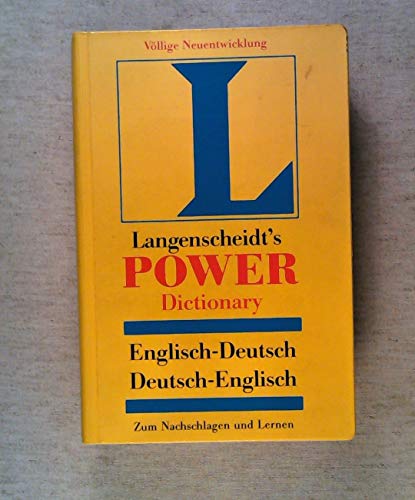 Völlige Neuentwicklung
L
Langenscheidt's
POWER
Dictionary
Englisch-Deutsch
Deutsch-Englisch
Zum Nachschlagen und Lernen